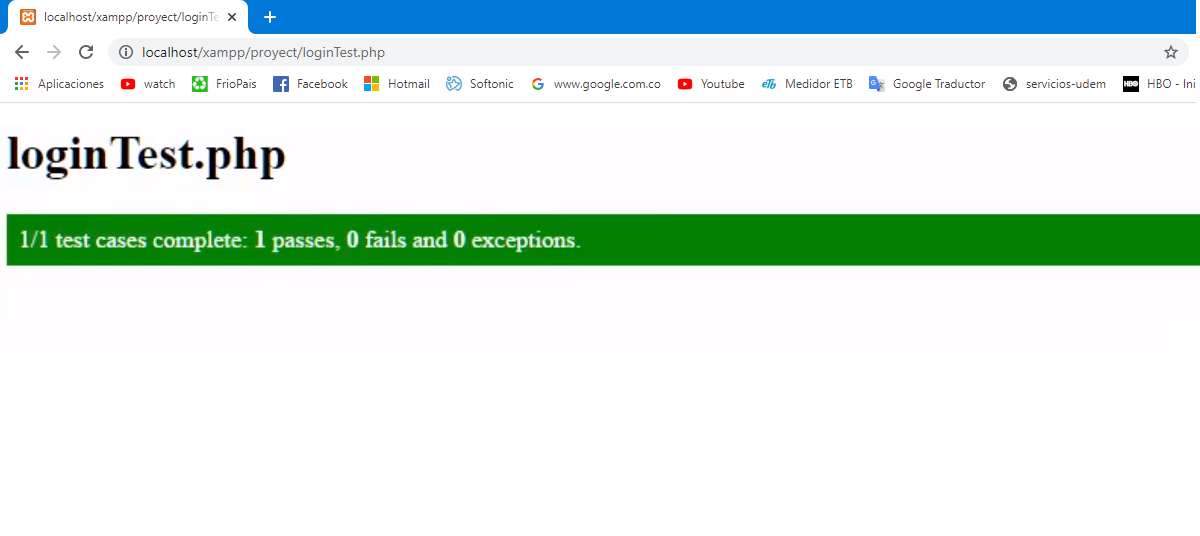 localhost/xampp/proyect/loginTe
localhost/xampp/proyect/loginTest.php
Aplicaciones watch FrioPais Facebook Hotmail Softonic www.google.com.co Youtube eTb Medidor ETB Google Traductor servicios-udem HBO HBO - Ini
loginTest.php
1/1 test cases complete: 1 passes, 0 fails and 0 exceptions.